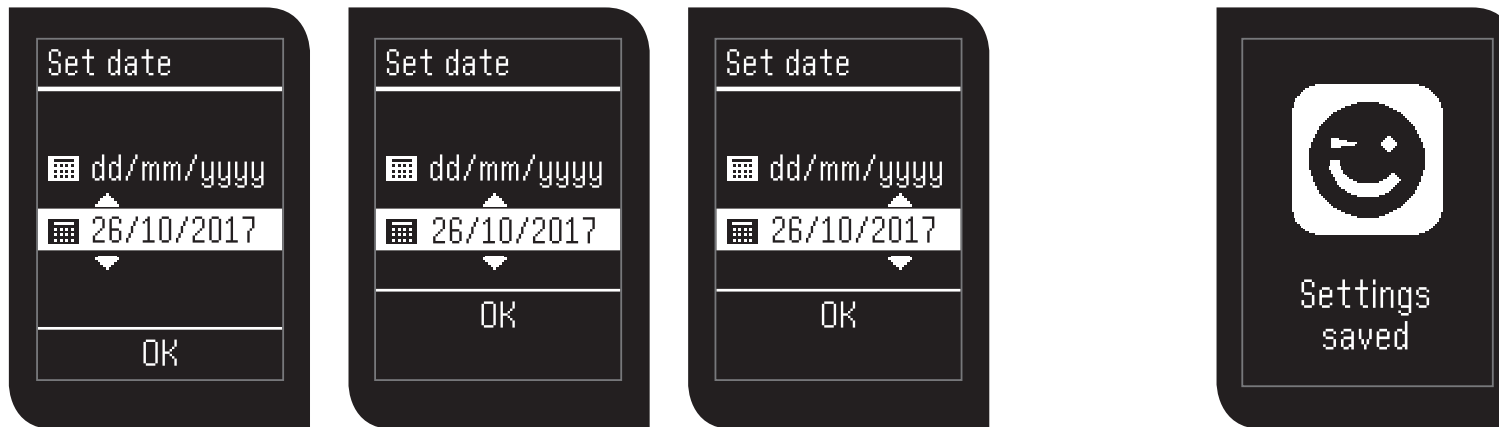 Set date
dd/mm/yyyy
26/10/2017
OK
Set date
dd/mm/yyyy
26/10/2017
OK
Set date
dd/mm/yyyy
26/10/2017
OK
Settings
saved